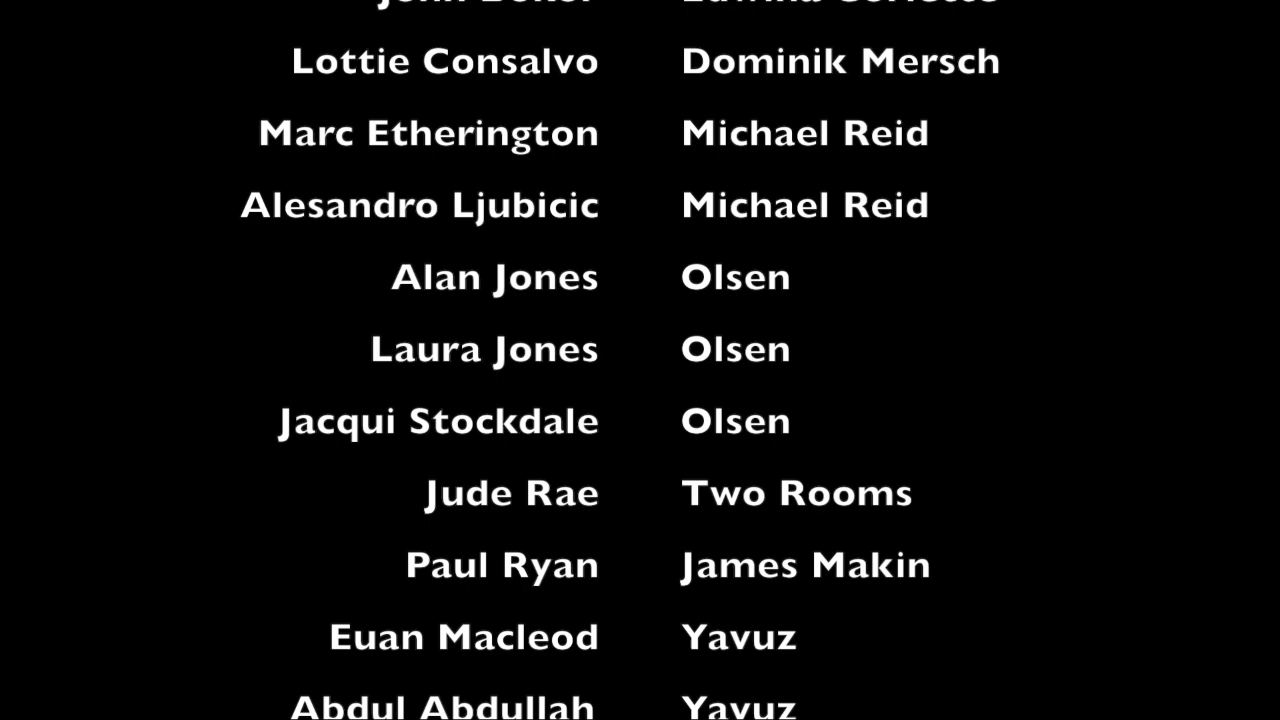 Lottie Consalvo Dominik Mersch
Marc Etherington Michael Reid
Alesandro Ljubicic Michael Reid
Alan Jones Olsen
Laura Jones Olsen
Jacqui Stockdale Olsen
Jude Rae Two Rooms
Paul Ryan James Makin
Euan Macleod Yavuz
Abdul Abdullah Yavuz